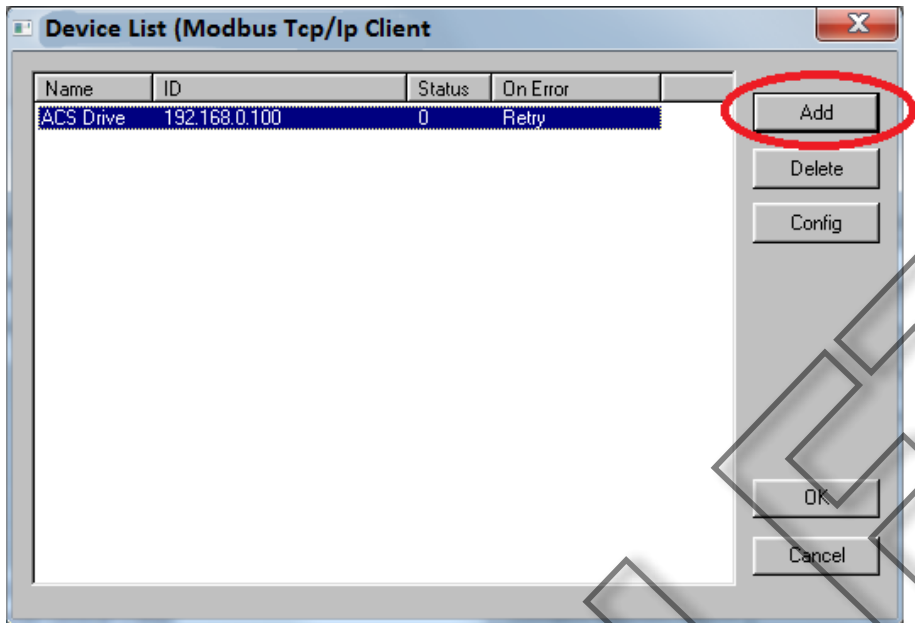 Device List (Modbus Tcp/Ip Client
Name ID Status On Error
Add
ACS Drive 192.168.0.100 0 Retry
Delete
Config
OK
Cancel